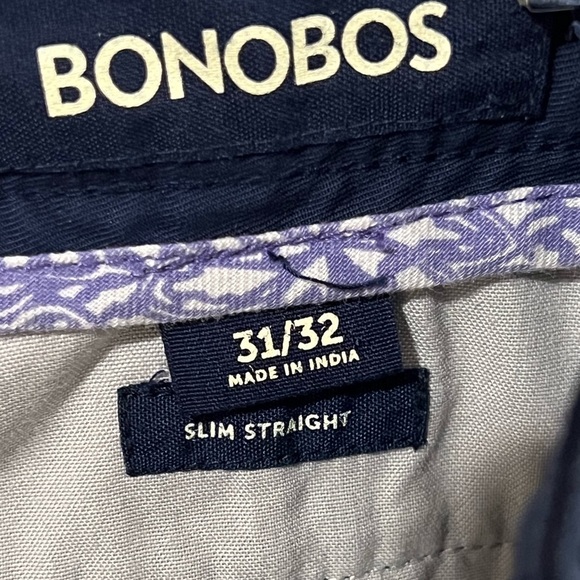 BONOBOS
31/32
MADE IN INDIA
SLIM STRAIGHT